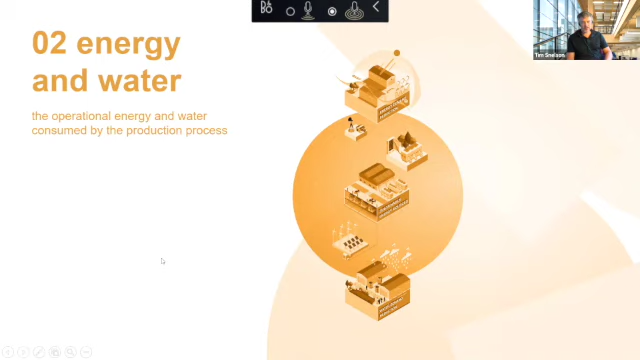 02 energy
and water
the operational energy and water
consumed by the production process
Tim Snelson